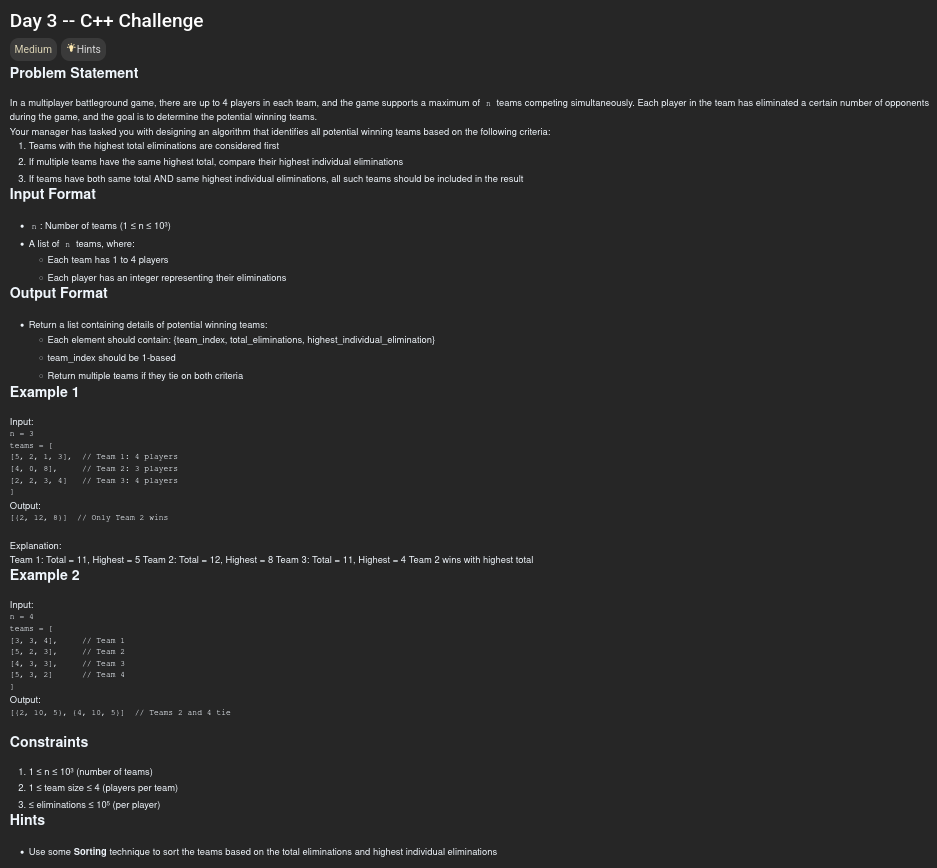 Day 3 -- C++ Challenge
Medium Hints
Problem Statement
In a multiplayer battleground game, there are up to 4 players in each team, and the game supports a maximum of n teams competing simultaneously. Each player in the team has eliminated a certain number of opponents
during the game, and the goal is to determine the potential winning teams.
Your manager has tasked you with designing an algorithm that identifies all potential winning teams based on the following criteria:
1. Teams with the highest total eliminations are considered first
2. If multiple teams have the same highest total, compare their highest individual eliminations
3. If teams have both same total AND same highest individual eliminations, all such teams should be included in the result
Input Format
• n : Number of teams (1 ≤ n ≤ 10³)
• A list of n teams, where:
○ Each team has 1 to 4 players
○ Each player has an integer representing their eliminations
Output Format
• Return a list containing details of potential winning teams:
○ Each element should contain: {team_index, total_eliminations, highest_individual_elimination}
○ team_index should be 1-based
○ Return multiple teams if they tie on both criteria
Example 1
Input:
n = 3
teams = [
[5, 2, 1, 3], // Team 1: 4 players
[4, 0, 8], // Team 2: 3 players
[2, 2, 3, 4] // Team 3: 4 players
]
Output:
[{2, 12, 8}] // Only Team 2 wins
Explanation:
Team 1: Total = 11, Highest = 5 Team 2: Total = 12, Highest = 8 Team 3: Total = 11, Highest = 4 Team 2 wins with highest total
Example 2
Input:
n = 4
teams = [
[3, 3, 4], // Team 1
[5, 2, 3], // Team 2
[4, 3, 3], // Team 3
[5, 3, 2] // Team 4
]
Output:
[{2, 10, 5}, {4, 10, 5}] // Teams 2 and 4 tie
Constraints
1. 1 ≤ n ≤ 10³ (number of teams)
2. 1 ≤ team size ≤ 4 (players per team)
3. ≤ eliminations ≤ 10⁵ (per player)
Hints
• Use some Sorting technique to sort the teams based on the total eliminations and highest individual eliminations